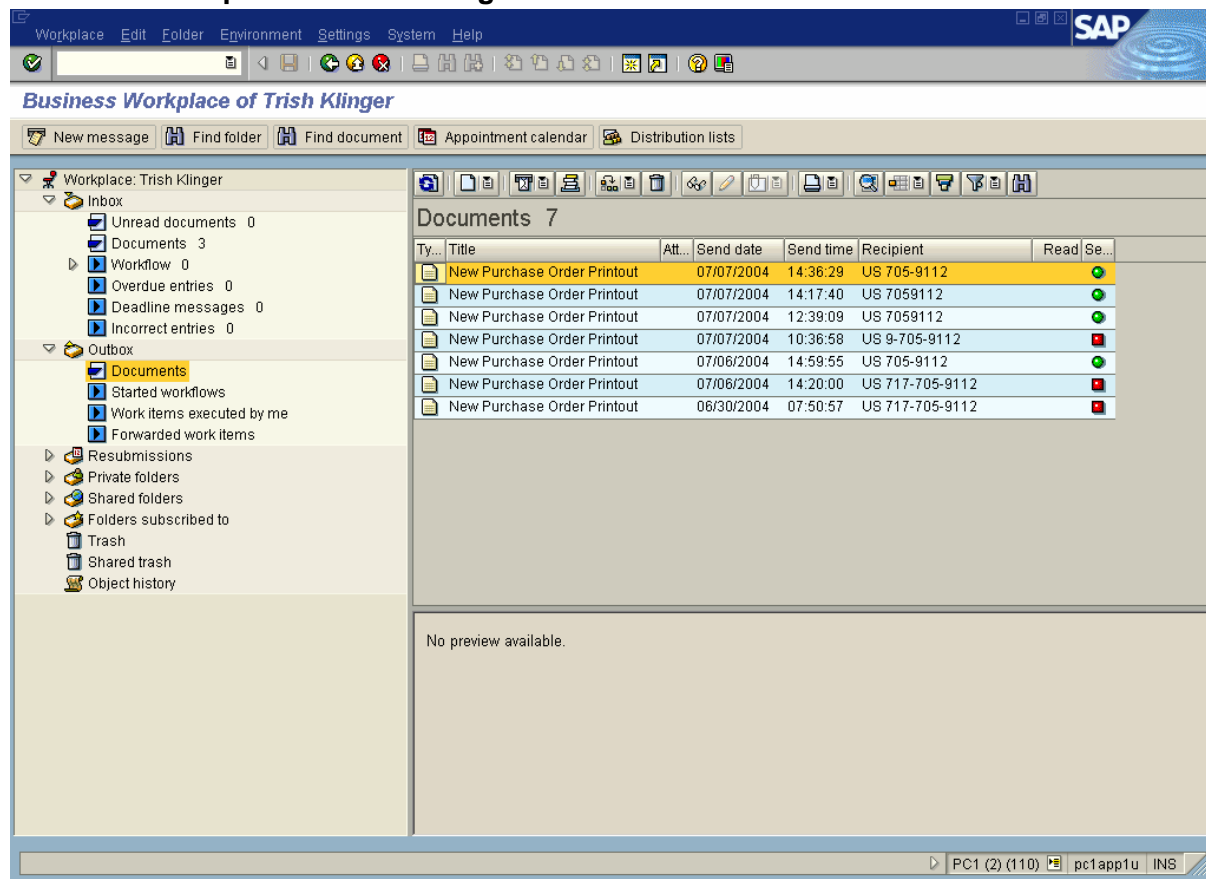 Workplace Edit Folder Environment Settings System Help
SAP
Business Workplace of Trish Klinger
New message Find folder Find document Appointment calendar Distribution lists
Workplace: Trish Klinger
Inbox
Unread documents 0
Documents 3
Workflow 0
Overdue entries 0
Deadline messages 0
Incorrect entries 0
Outbox
Documents
Started workflows
Work items executed by me
Forwarded work items
Resubmissions
Private folders
Shared folders
Folders subscribed to
Trash
Shared trash
Object history
Documents 7
Ty... Title Att... Send date Send time Recipient Read Se...
New Purchase Order Printout 07/07/2004 14:36:29 US 705-9112
New Purchase Order Printout 07/07/2004 14:17:40 US 7059112
New Purchase Order Printout 07/07/2004 12:39:09 US 7059112
New Purchase Order Printout 07/07/2004 10:36:58 US 9-705-9112
New Purchase Order Printout 07/06/2004 14:59:55 US 705-9112
New Purchase Order Printout 07/06/2004 14:20:00 US 717-705-9112
New Purchase Order Printout 06/30/2004 07:50:57 US 717-705-9112
No preview available.
PC1 (2) (110) pc1app1u INS